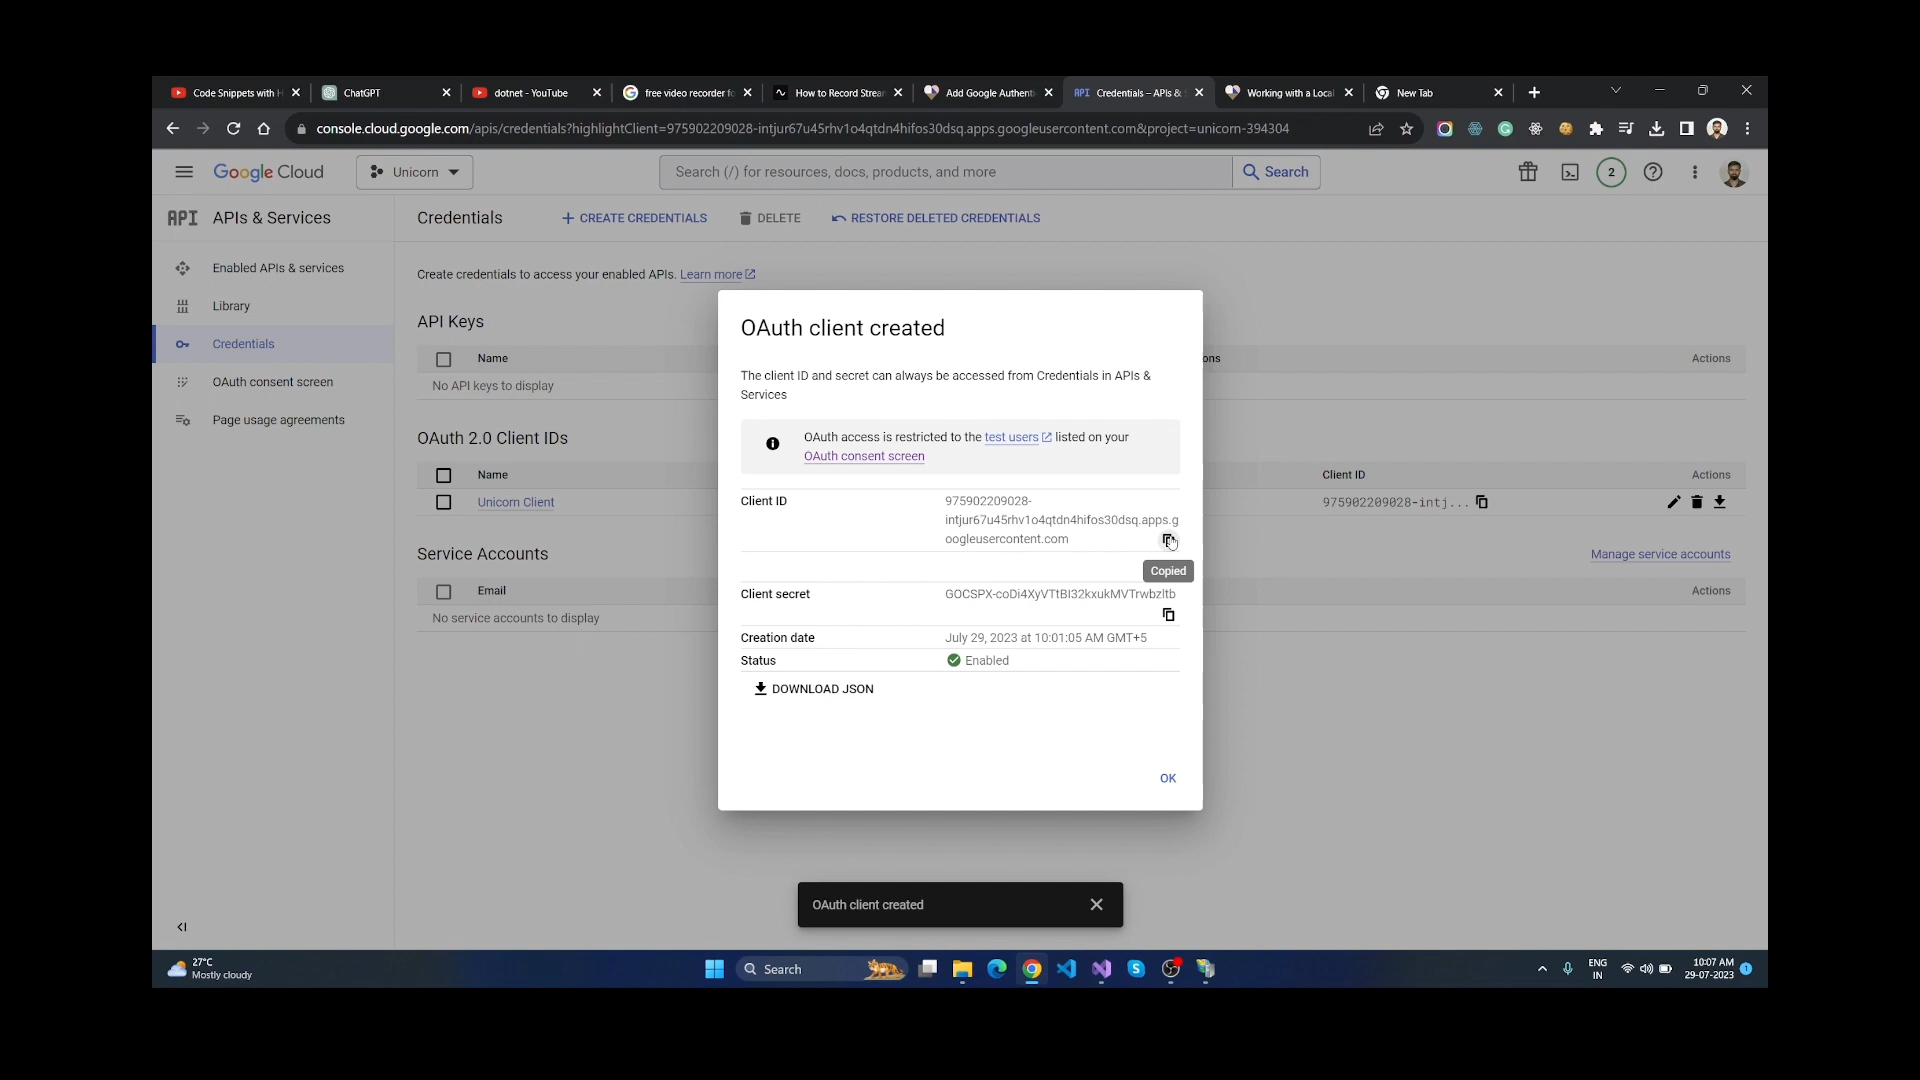 Code Snippets with H
ChatGPT
dotnet - YouTube
free video recorder fo
How to Record Strea
Add Google Authent
API Credentials – APIs &
Working with a Local
New Tab
console.cloud.google.com/apis/credentials?highlightClient=975902209028-intjur67u45rhv1o4qtdn4hifos30dsq.apps.googleusercontent.com&project=unicorn-394304
Google Cloud
Unicorn
Search (/) for resources, docs, products, and more
Search
2
API APIs & Services
Credentials
CREATE CREDENTIALS
DELETE
RESTORE DELETED CREDENTIALS
Enabled APIs & services
Library
Credentials
OAuth consent screen
Page usage agreements
Create credentials to access your enabled APIs. Learn more
API Keys
Name
ons
Actions
No API keys to display
OAuth 2.0 Client IDs
Name
Client ID
Actions
Unicorn Client
975902209028-intj...
Service Accounts
Manage service accounts
Email
Actions
No service accounts to display
OAuth client created
The client ID and secret can always be accessed from Credentials in APIs &
Services
OAuth access is restricted to the test users listed on your
OAuth consent screen
Client ID
975902209028-
intjur67u45rhv1o4qtdn4hifos30dsq.apps.g
oogleusercontent.com
Copied
Client secret
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
Creation date
July 29, 2023 at 10:01:05 AM GMT+5
Status
Enabled
DOWNLOAD JSON
OK
OAuth client created
27°C
Mostly cloudy
Search
ENG
IN
10:07 AM
29-07-2023
1